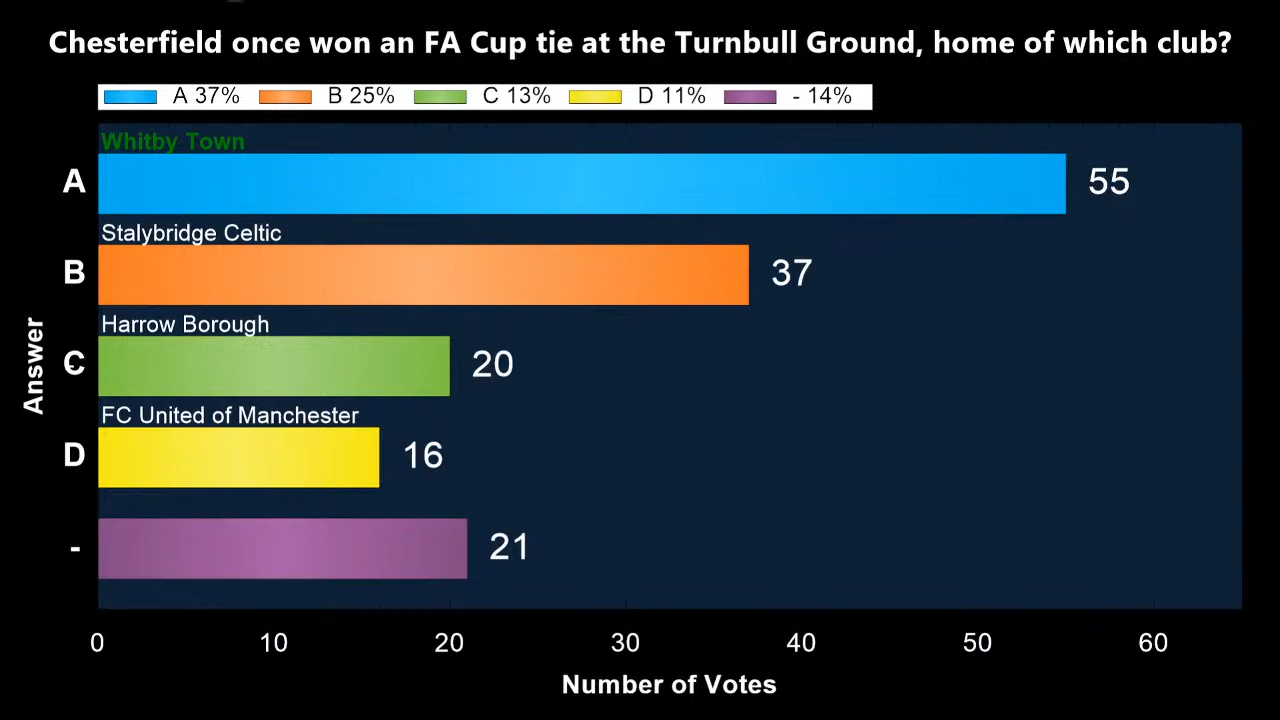 Chesterfield once won an FA Cup tie at the Turnbull Ground, home of which club?
A 37% B 25% C 13% D 11% - 14%
Whitby Town
A 55
Stalybridge Celtic
B 37
Harrow Borough
C 20
FC United of Manchester
D 16
- 21
Answer
0 10 20 30 40 50 60
Number of Votes